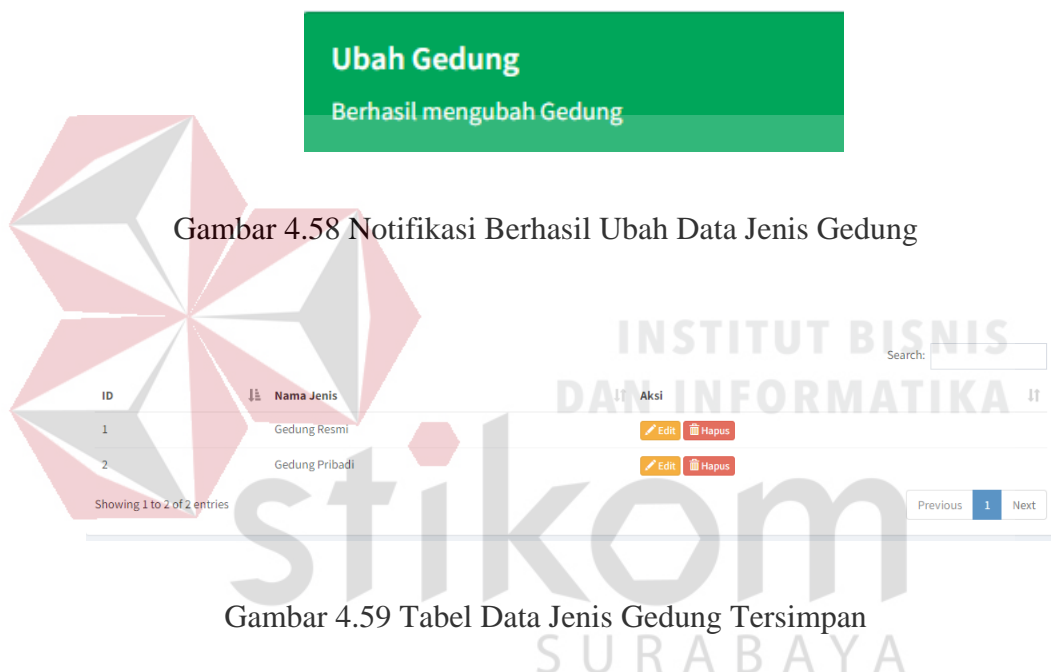 Ubah Gedung
Berhasil mengubah Gedung
Gambar 4.58 Notifikasi Berhasil Ubah Data Jenis Gedung
INSTITUT BISNIS
DAN INFORMATIKA
Search:
ID Nama Jenis Aksi
1 Gedung Resmi Edit Hapus
2 Gedung Pribadi Edit Hapus
Showing 1 to 2 of 2 entries Previous 1 Next
stikom
Gambar 4.59 Tabel Data Jenis Gedung Tersimpan
SURABAYA